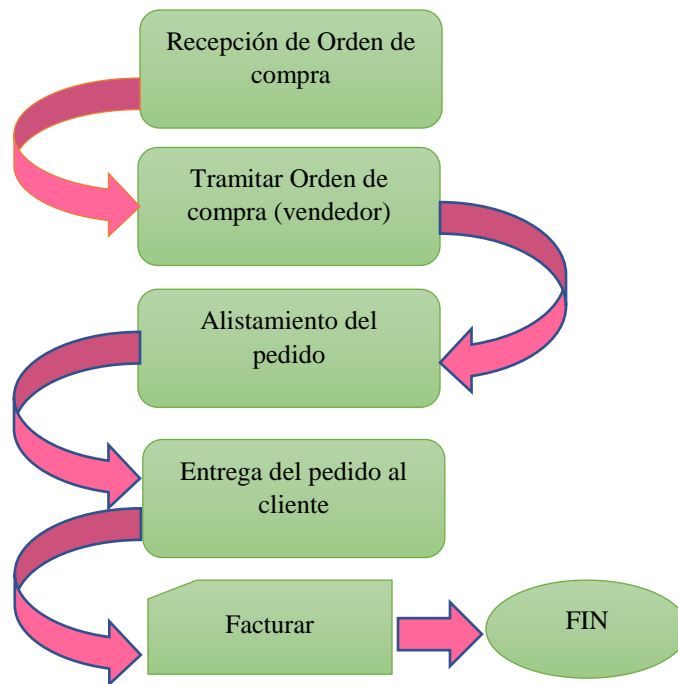 Recepción de Orden de
compra
Tramitar Orden de
compra (vendedor)
Alistamiento del
pedido
Entrega del pedido al
cliente
Facturar
FIN